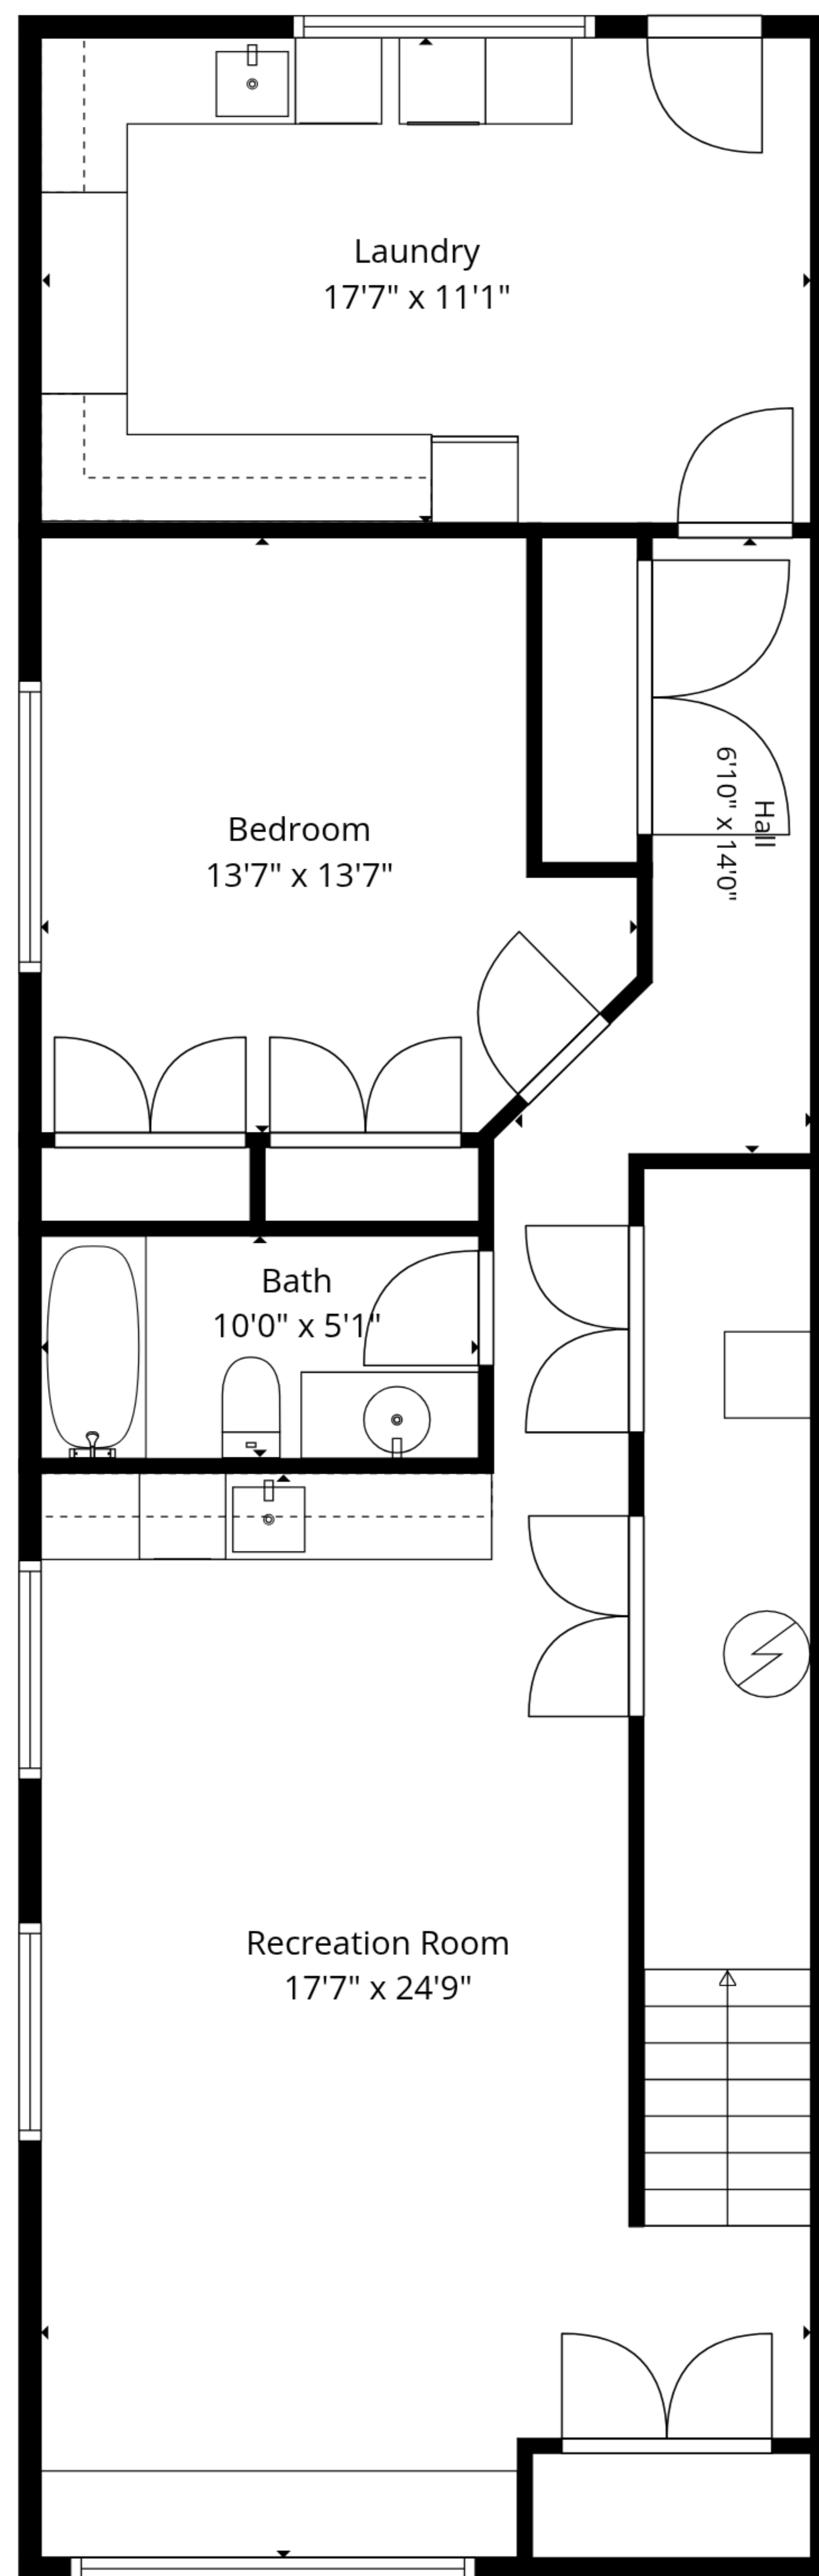 Laundry
17'7" x 11'1"
Bedroom
13'7" x 13'7"
Hall
6'10" x 14'0"
Bath
10'0" x 5'1"
Recreation Room
17'7" x 24'9"